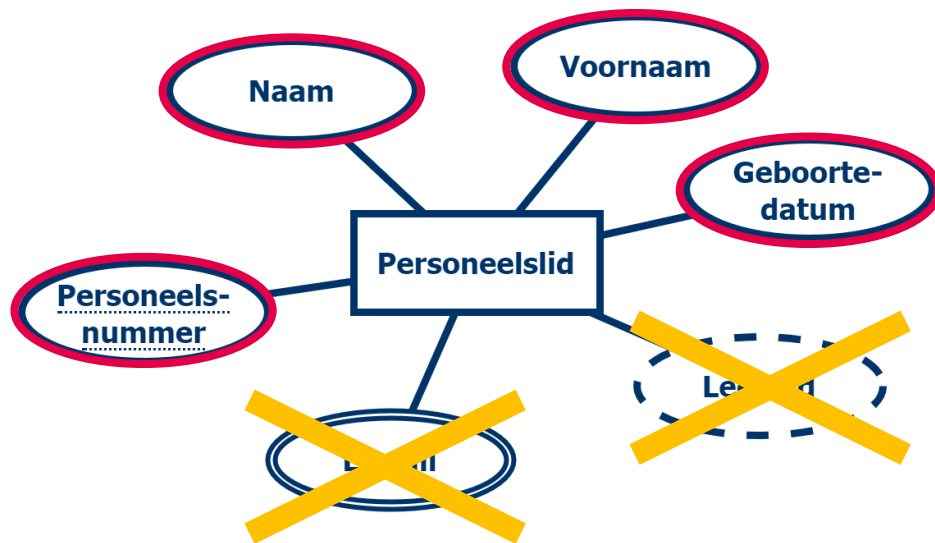 Naam
Voornaam
Geboorte-
datum
Personeelslid
Personeels-
nummer